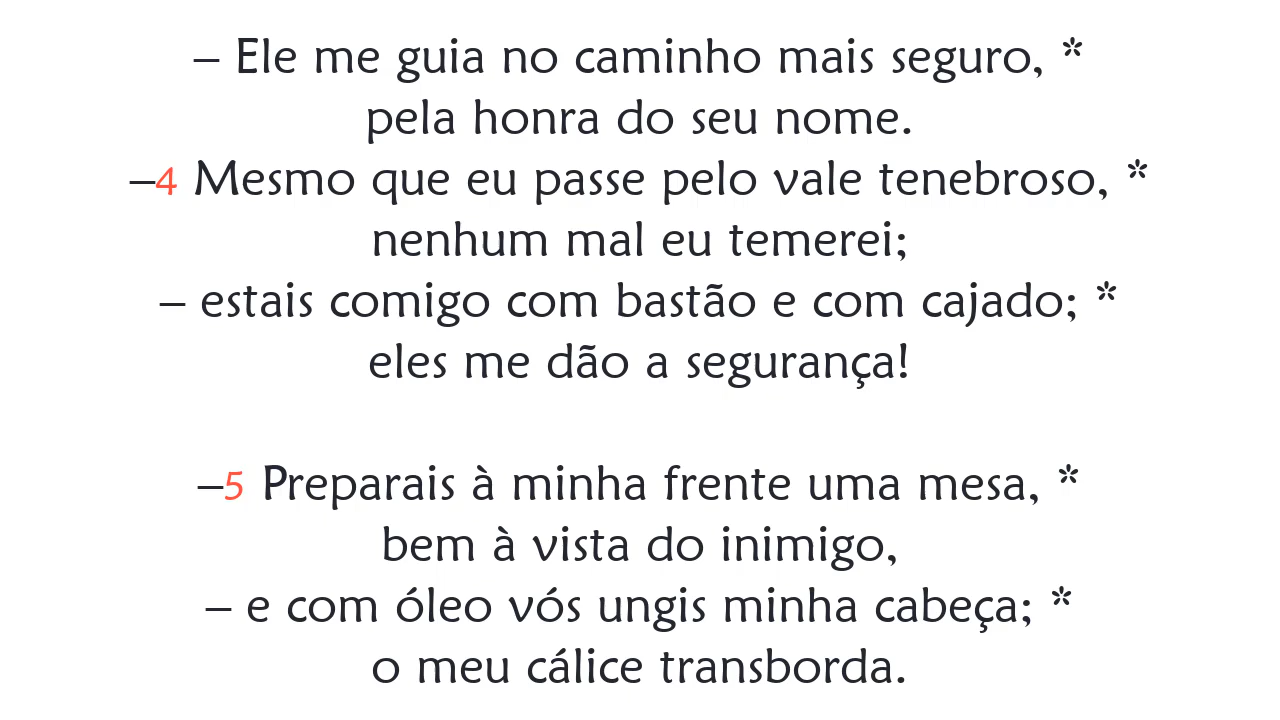 – Ele me guia no caminho mais seguro, *
pela honra do seu nome.
–4 Mesmo que eu passe pelo vale tenebroso, *
nenhum mal eu temerei;
– estais comigo com bastão e com cajado; *
eles me dão a segurança!
–5 Preparais à minha frente uma mesa, *
bem à vista do inimigo,
– e com óleo vós ungis minha cabeça; *
o meu cálice transborda.